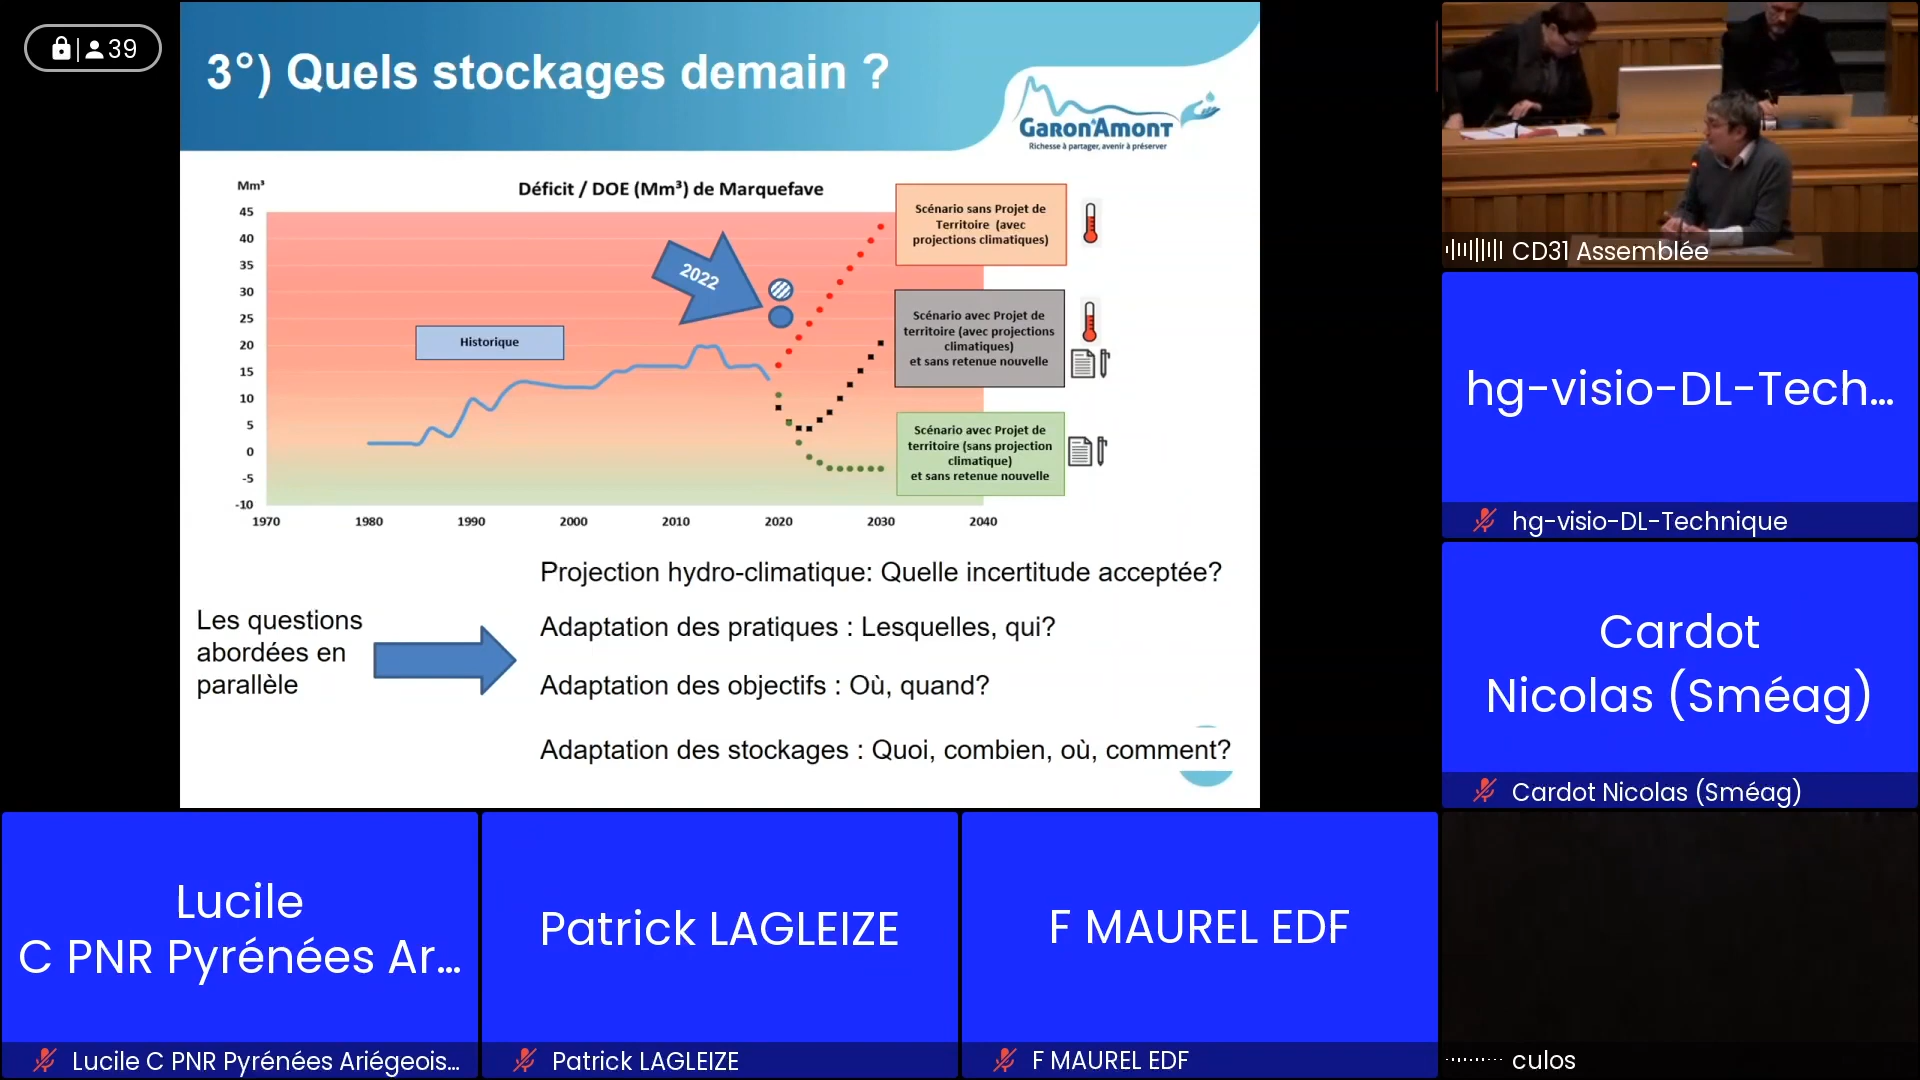 39
3°) Quels stockages demain ?
GARON'AMONT
Richesse à partager, avenir à préserver
Mm³
Déficit / DOE (Mm³) de Marquefave
45
40
35
30
25
20
15
10
5
0
-5
-10
1970
1980
1990
2000
2010
2020
2030
2040
Historique
2022
Scénario sans Projet de
Territoire (avec
projections climatiques)
Scénario avec Projet de
territoire (avec projections
climatiques)
et sans retenue nouvelle
Scénario avec Projet de
territoire (sans projection
climatique)
et sans retenue nouvelle
Les questions
abordées en
parallèle
Projection hydro-climatique: Quelle incertitude acceptée?
Adaptation des pratiques : Lesquelles, qui?
Adaptation des objectifs : Où, quand?
Adaptation des stockages : Quoi, combien, où, comment?
CD31 Assemblée
hg-visio-DL-Tech...
hg-visio-DL-Technique
Cardot
Nicolas (Sméag)
Cardot Nicolas (Sméag)
Lucile
C PNR Pyrénées Ar...
Lucile C PNR Pyrénées Ariégeois...
Patrick LAGLEIZE
Patrick LAGLEIZE
F MAUREL EDF
F MAUREL EDF
culos